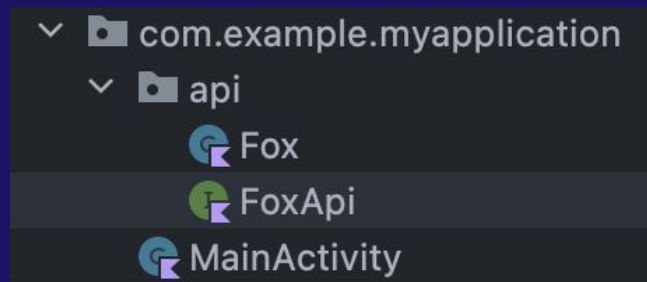 com.example.myapplication
api
Fox
FoxApi
MainActivity